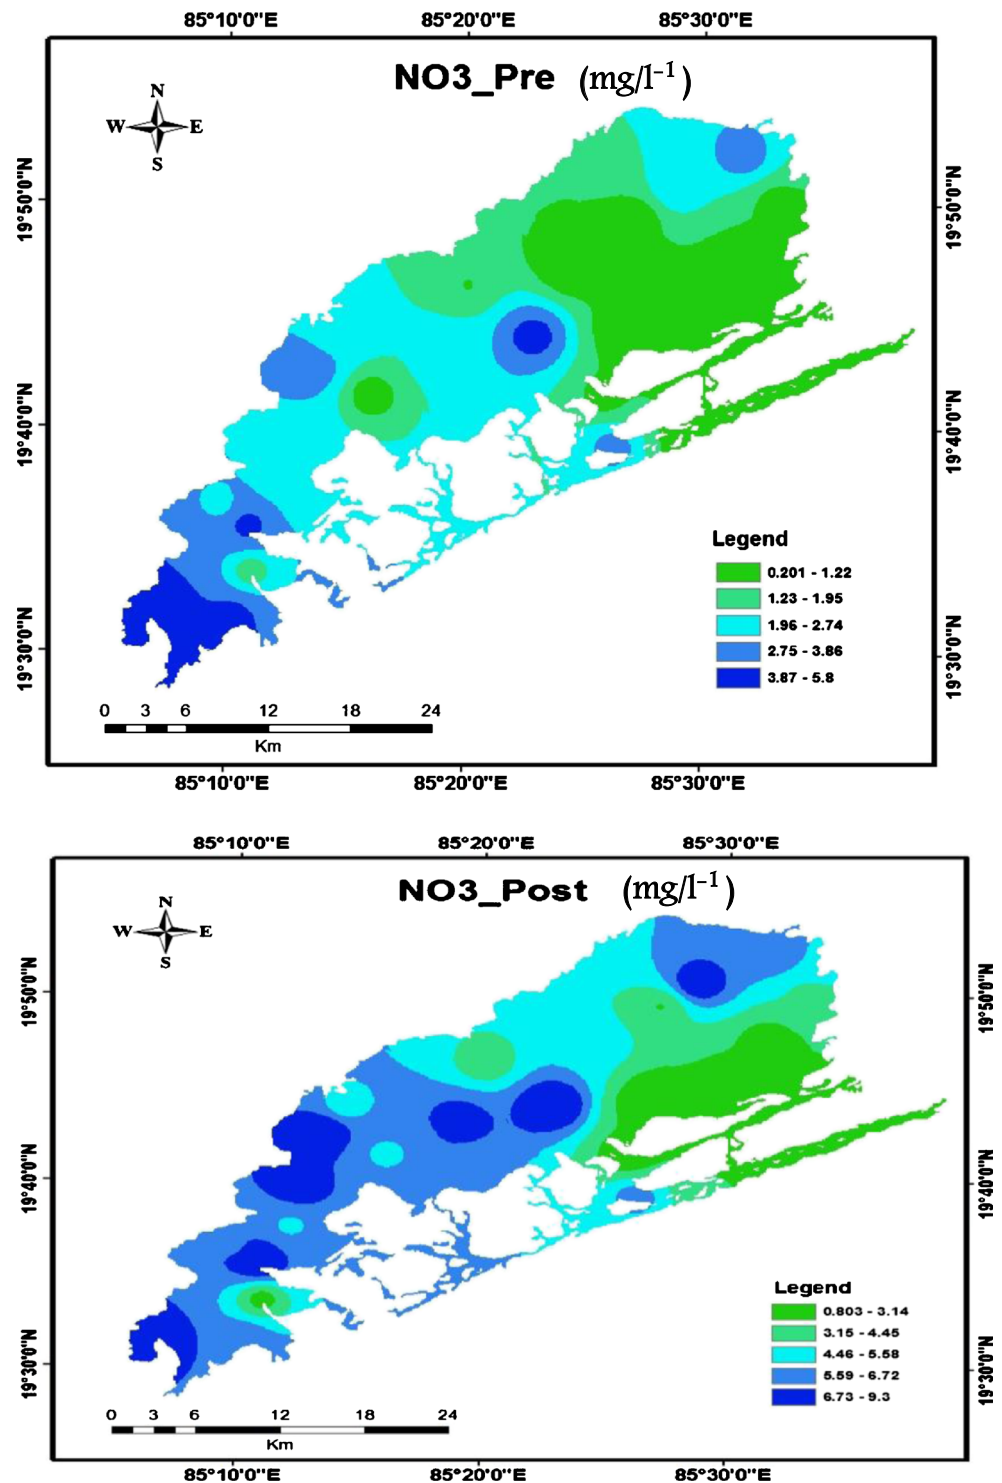 85°10'0"E 85°20'0"E 85°30'0"E
NO3_Pre (mg/l⁻¹)
N
W E
S
19°50'0"N
19°50'0"N
19°40'0"N
19°40'0"N
19°30'0"N
19°30'0"N
Legend
0.201 - 1.22
1.23 - 1.95
1.96 - 2.74
2.75 - 3.86
3.87 - 5.8
0 3 6 12 18 24
Km
85°10'0"E 85°20'0"E 85°30'0"E
85°10'0"E 85°20'0"E 85°30'0"E
NO3_Post (mg/l⁻¹)
N
W E
S
19°50'0"N
19°50'0"N
19°40'0"N
19°40'0"N
19°30'0"N
19°30'0"N
Legend
0.803 - 3.14
3.15 - 4.45
4.46 - 5.58
5.59 - 6.72
6.73 - 9.3
0 3 6 12 18 24
Km
85°10'0"E 85°20'0"E 85°30'0"E